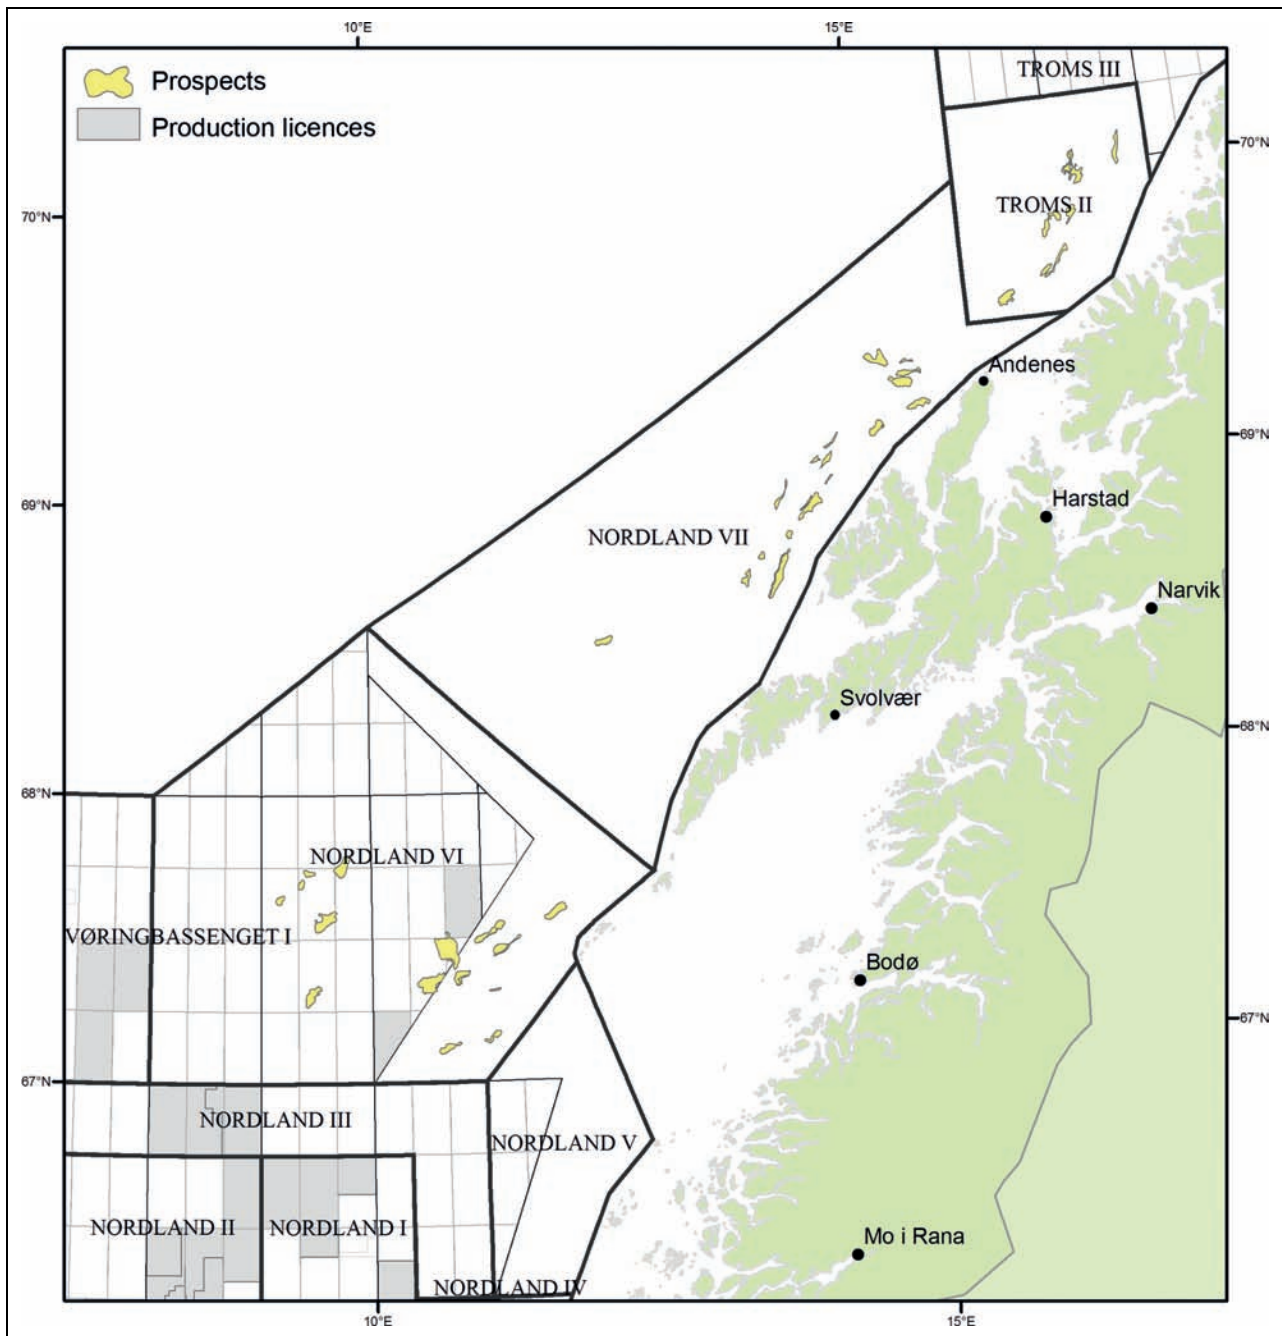 10°E
15°E
TROMS III
Prospects
Production licences
70°N
TROMS II
70°N
Andenes
69°N
Harstad
69°N
NORDLAND VII
Narvik
Svolvær
68°N
68°N
NORDLAND VI
VØRINGBASSENGET I
Bodø
67°N
67°N
NORDLAND III
NORDLAND V
NORDLAND II
NORDLAND I
Mo i Rana
NORDLAND IV
10°E
15°E